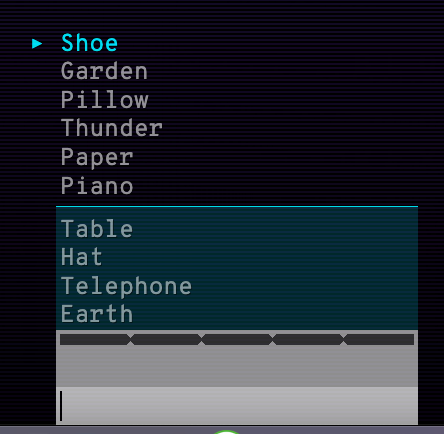 Shoe
Garden
Pillow
Thunder
Paper
Piano
Table
Hat
Telephone
Earth